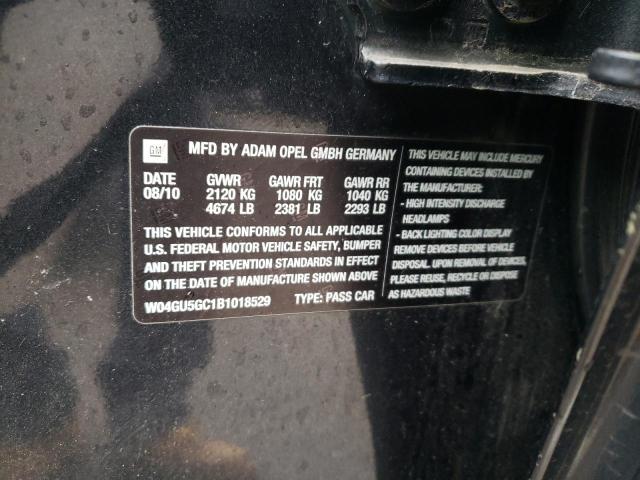 GM
MFD BY ADAM OPEL GMBH GERMANY
DATE GVWR GAWR FRT GAWR RR
08/10 2120 KG 1080 KG 1040 KG
4674 LB 2381 LB 2293 LB
THIS VEHICLE CONFORMS TO ALL APPLICABLE
U.S. FEDERAL MOTOR VEHICLE SAFETY, BUMPER
AND THEFT PREVENTION STANDARDS IN EFFECT
ON THE DATE OF MANUFACTURE SHOWN ABOVE
W04GU5GC1B1018529 TYPE: PASS CAR
THIS VEHICLE MAY INCLUDE MERCURY
CONTAINING DEVICES INSTALLED BY
THE MANUFACTURER:
- HIGH INTENSITY DISCHARGE
HEADLAMPS
- BACK LIGHTING COLOR DISPLAY
REMOVE DEVICES BEFORE VEHICLE
DISPOSAL. UPON REMOVAL OF DEVICES,
PLEASE REUSE, RECYCLE OR DISPOSE
AS HAZARDOUS WASTE